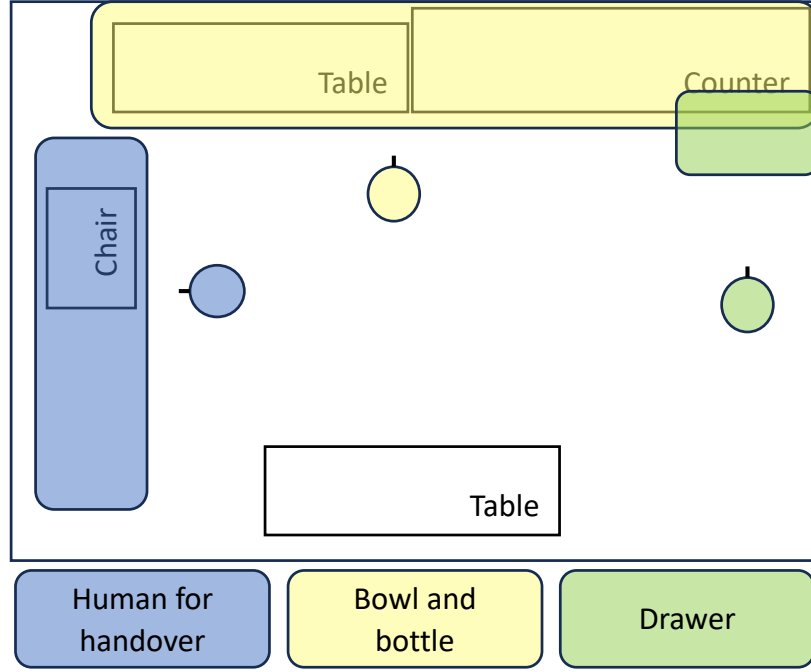 Table
Counter
Chair
Table
Human for
handover
Bowl and
bottle
Drawer